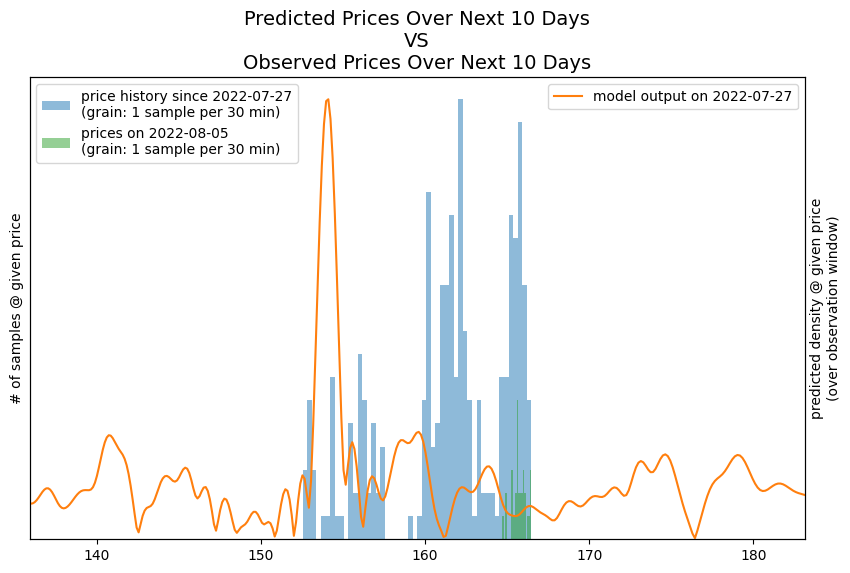 Predicted Prices Over Next 10 Days
VS
Observed Prices Over Next 10 Days
price history since 2022-07-27
(grain: 1 sample per 30 min)
prices on 2022-08-05
(grain: 1 sample per 30 min)
model output on 2022-07-27
# of samples @ given price
predicted density @ given price
(over observation window)
140
150
160
170
180